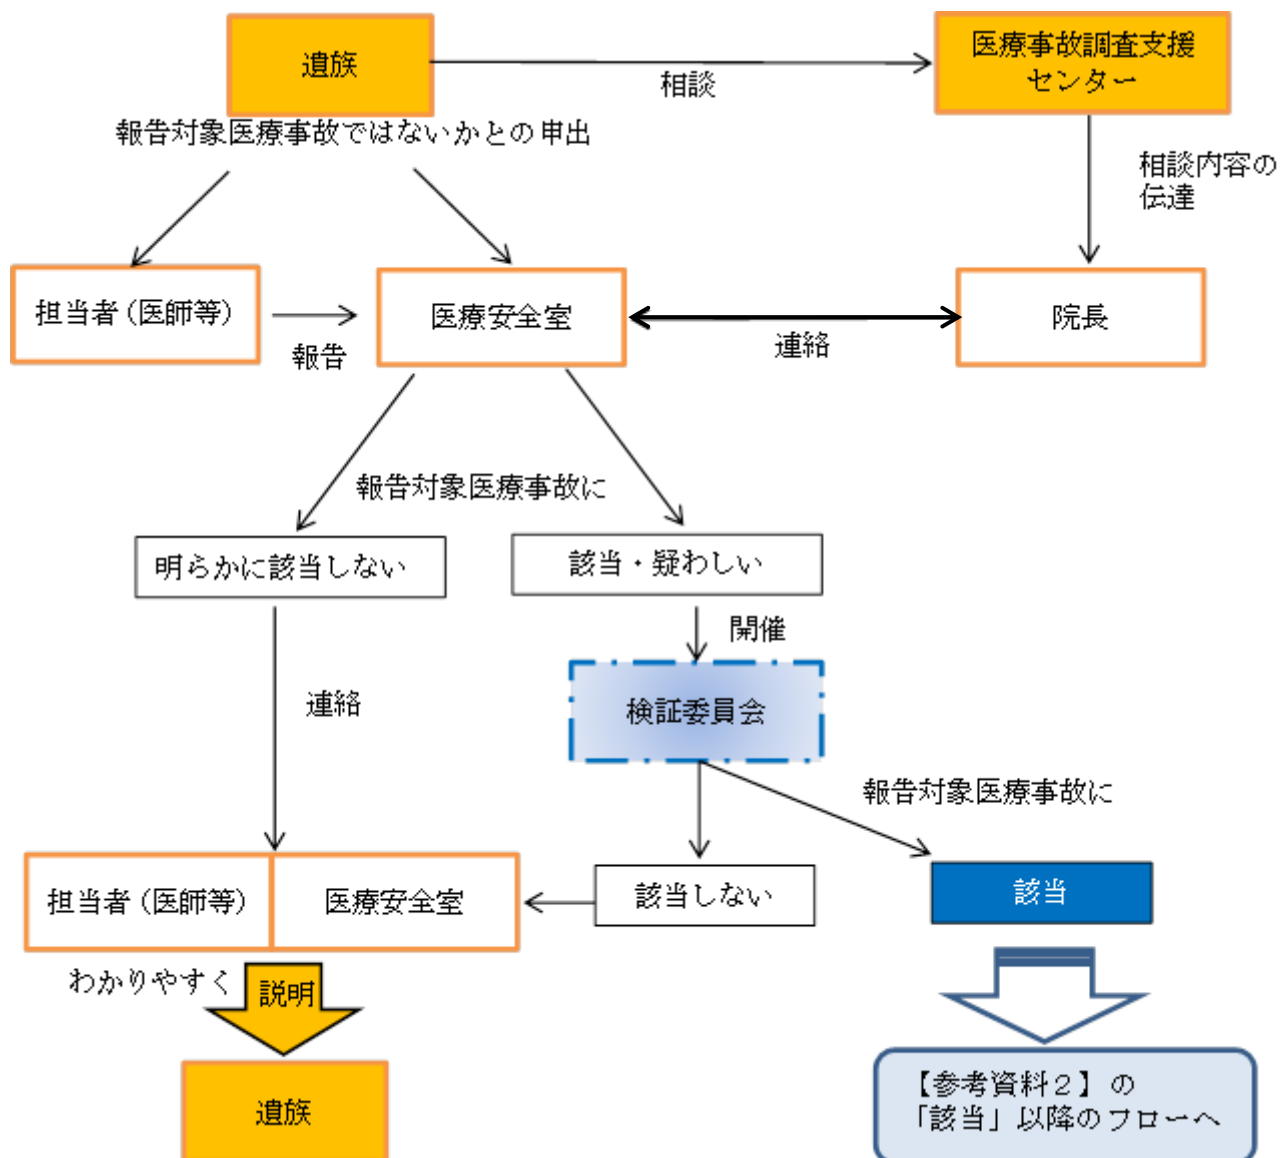 遺族
医療事故調査支援
センター
相談
報告対象医療事故ではないかとの申出
相談内容の
伝達
担当者（医師等）
報告
医療安全室
連絡
院長
報告対象医療事故に
明らかに該当しない
該当・疑わしい
開催
連絡
検証委員会
報告対象医療事故に
担当者（医師等）
医療安全室
該当しない
該当
わかりやすく
説明
遺族
【参考資料２】の
「該当」以降のフローへ